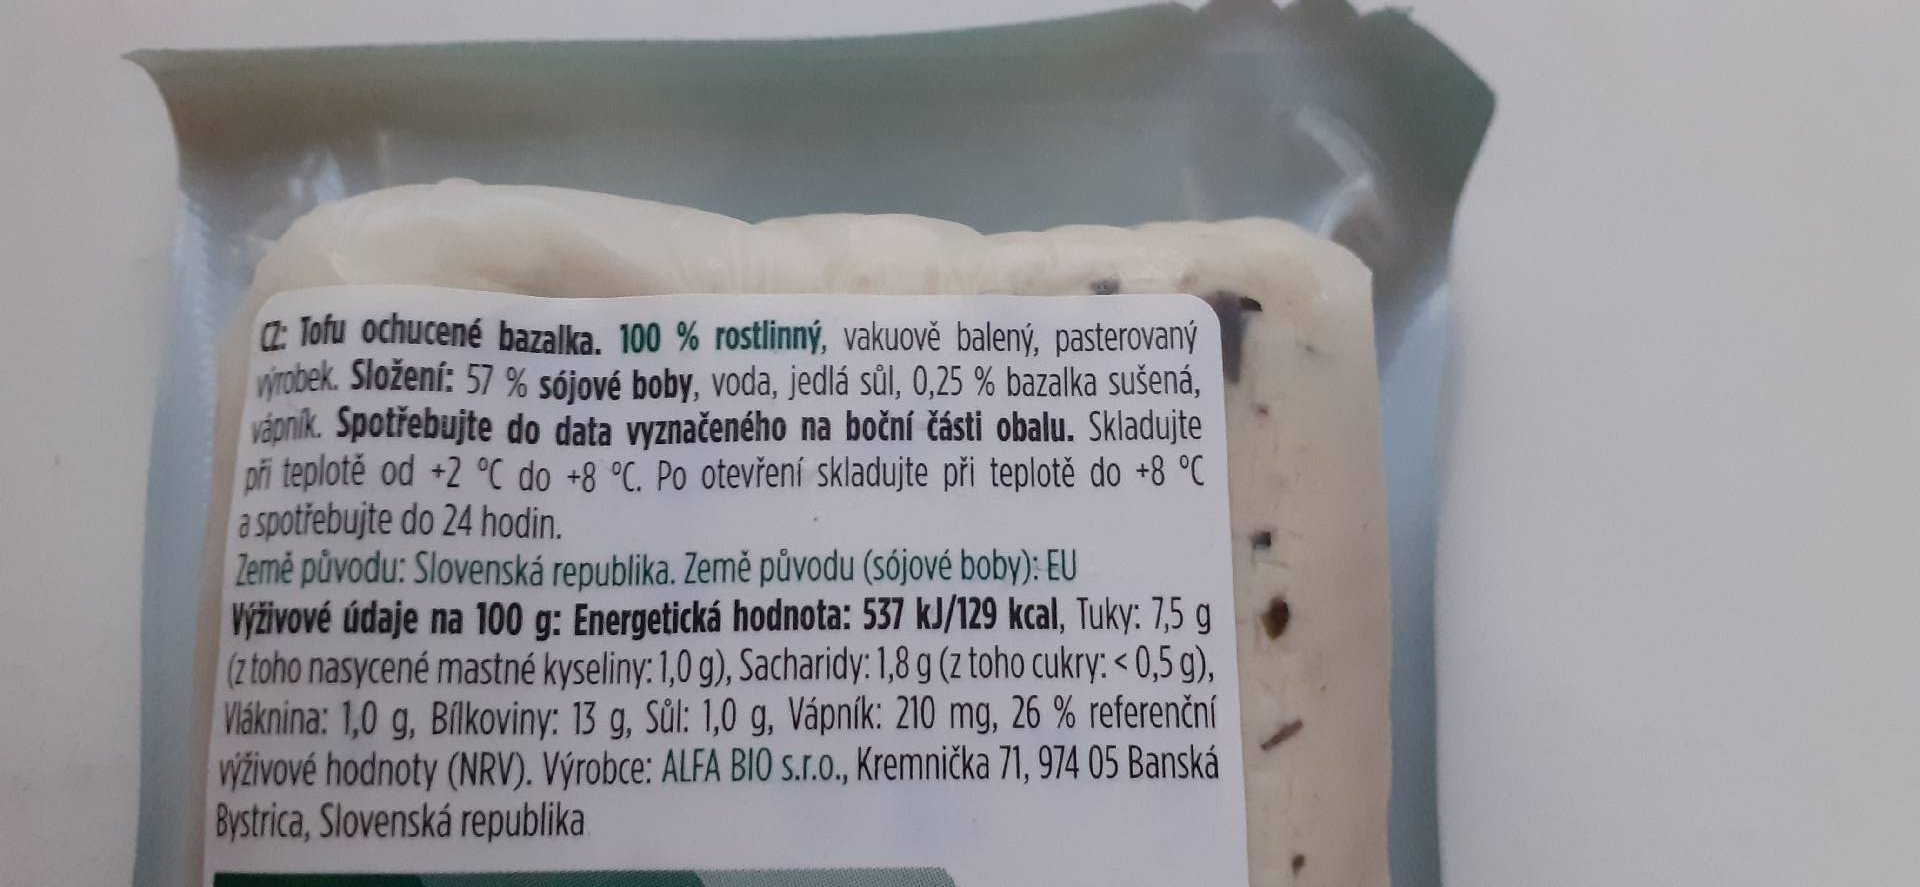 CZ: Tofu ochucené bazalka. 100 % rostlinný, vakuově balený, pasterovaný
výrobek. Složení: 57 % sójové boby, voda, jedlá sůl, 0,25 % bazalka sušená,
vápník. Spotřebujte do data vyznačeného na boční části obalu. Skladujte
při teplotě od +2 °C do +8 °C. Po otevření skladujte při teplotě do +8 °C
a spotřebujte do 24 hodin.
Země původu: Slovenská republika. Země původu (sójové boby): EU
Výživové údaje na 100 g: Energetická hodnota: 537 kJ/129 kcal, Tuky: 7,5 g
(z toho nasycené mastné kyseliny: 1,0 g), Sacharidy: 1,8 g (z toho cukry: < 0,5 g),
Vláknina: 1,0 g, Bílkoviny: 13 g, Sůl: 1,0 g, Vápník: 210 mg, 26 % referenční
výživové hodnoty (NRV). Výrobce: ALFA BIO s.r.o., Kremnička 71, 974 05 Banská
Bystrica, Slovenská republika